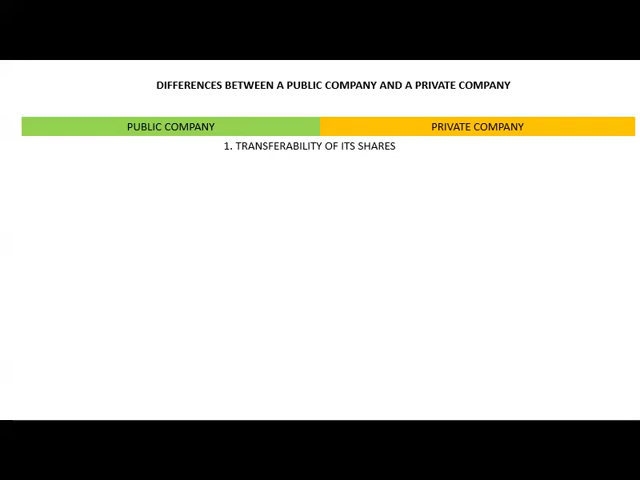 DIFFERENCES BETWEEN A PUBLIC COMPANY AND A PRIVATE COMPANY
PUBLIC COMPANY PRIVATE COMPANY
1. TRANSFERABILITY OF ITS SHARES